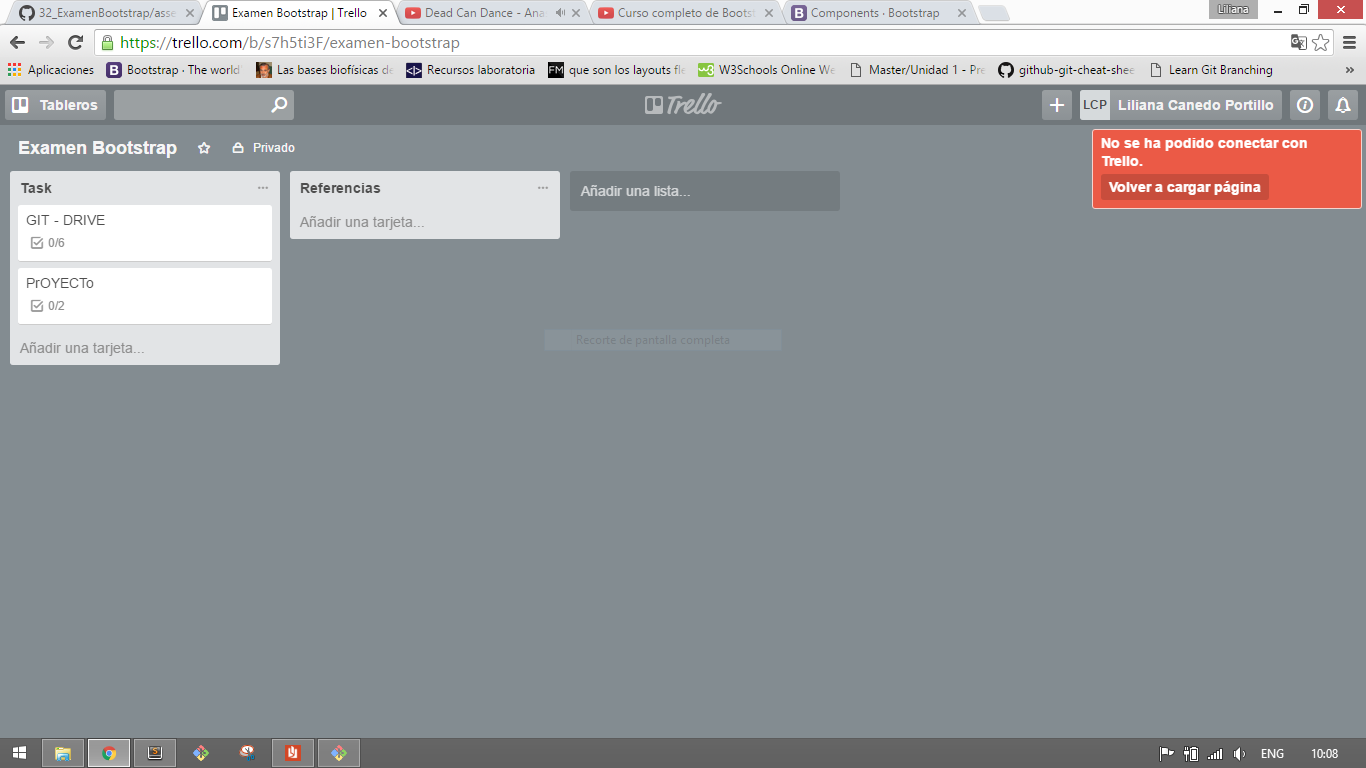 32_ExamenBootstrap/asse
Examen Bootstrap | Trello
Dead Can Dance - Ana
Curso completo de Boots
Components · Bootstrap
Liliana
https://trello.com/b/s7h5ti3F/examen-bootstrap
Aplicaciones
Bootstrap · The world
Las bases biofísicas de
Recursos laboratoria
que son los layouts fle
W3Schools Online We
Master/Unidad 1 - Pre
github-git-cheat-shee
Learn Git Branching
»
Tableros
Trello
LCP
Liliana Canedo Portillo
Examen Bootstrap
Privado
No se ha podido conectar con
Trello.
Volver a cargar página
Task
GIT - DRIVE
0/6
PrOYECTo
0/2
Añadir una tarjeta...
Referencias
Añadir una tarjeta...
Añadir una lista...
Recorte de pantalla completa
ENG
10:08